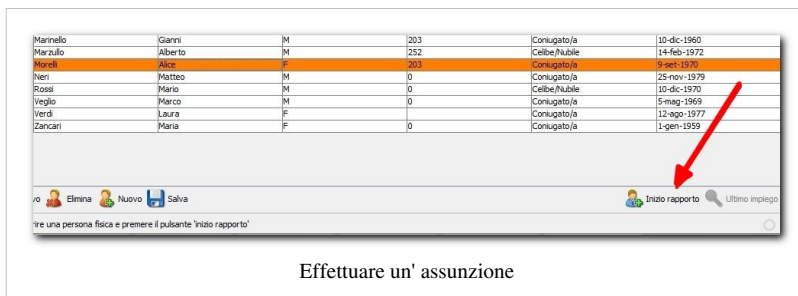 Marinello Gianni M 203 Coniugato/a 10-dic-1960
Marzullo Alberto M 252 Celibe/Nubile 14-feb-1972
Morelli Alice F 203 Coniugato/a 9-set-1970
Neri Matteo M 0 Coniugato/a 25-nov-1979
Rossi Mario M 0 Celibe/Nubile 10-dic-1970
Veglio Marco M 0 Coniugato/a 5-mag-1969
Verdi Laura F Coniugato/a 12-ago-1977
Zancari Maria F 0 Coniugato/a 1-gen-1959
vo Elimina Nuovo Salva Inizio rapporto Ultimo impiego
rire una persona fisica e premere il pulsante 'inizio rapporto'
Effettuare un' assunzione